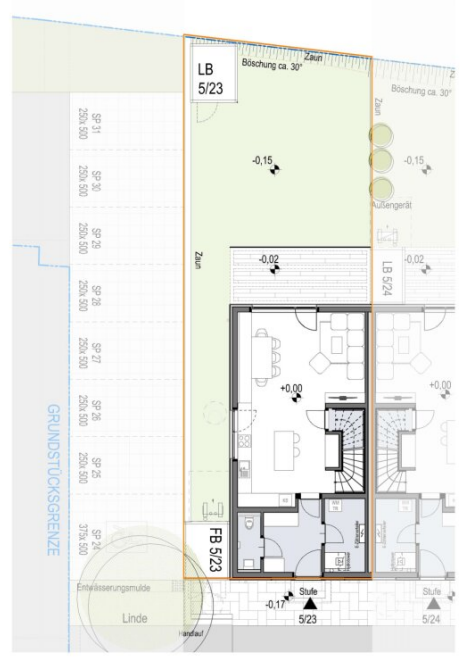 LB
5/23
Böschung ca. 30°
Zaun
Böschung ca. 30°
Zaun
-0,15
-0,15
Außengerät
SP 31
250x 500
SP 30
250x 500
SP 29
250x 500
SP 28
250x 500
SP 27
250x 500
SP 26
250x 500
SP 25
250x 500
SP 24
375x 500
Zaun
-0,02
-0,02
LB 5/24
+0,00
+0,00
GRUNDSTÜCKSGRENZE
FB 5/23
Entwässerungsmulde
Linde
Handlauf
-0,17
Stufe
5/23
Stufe
5/24